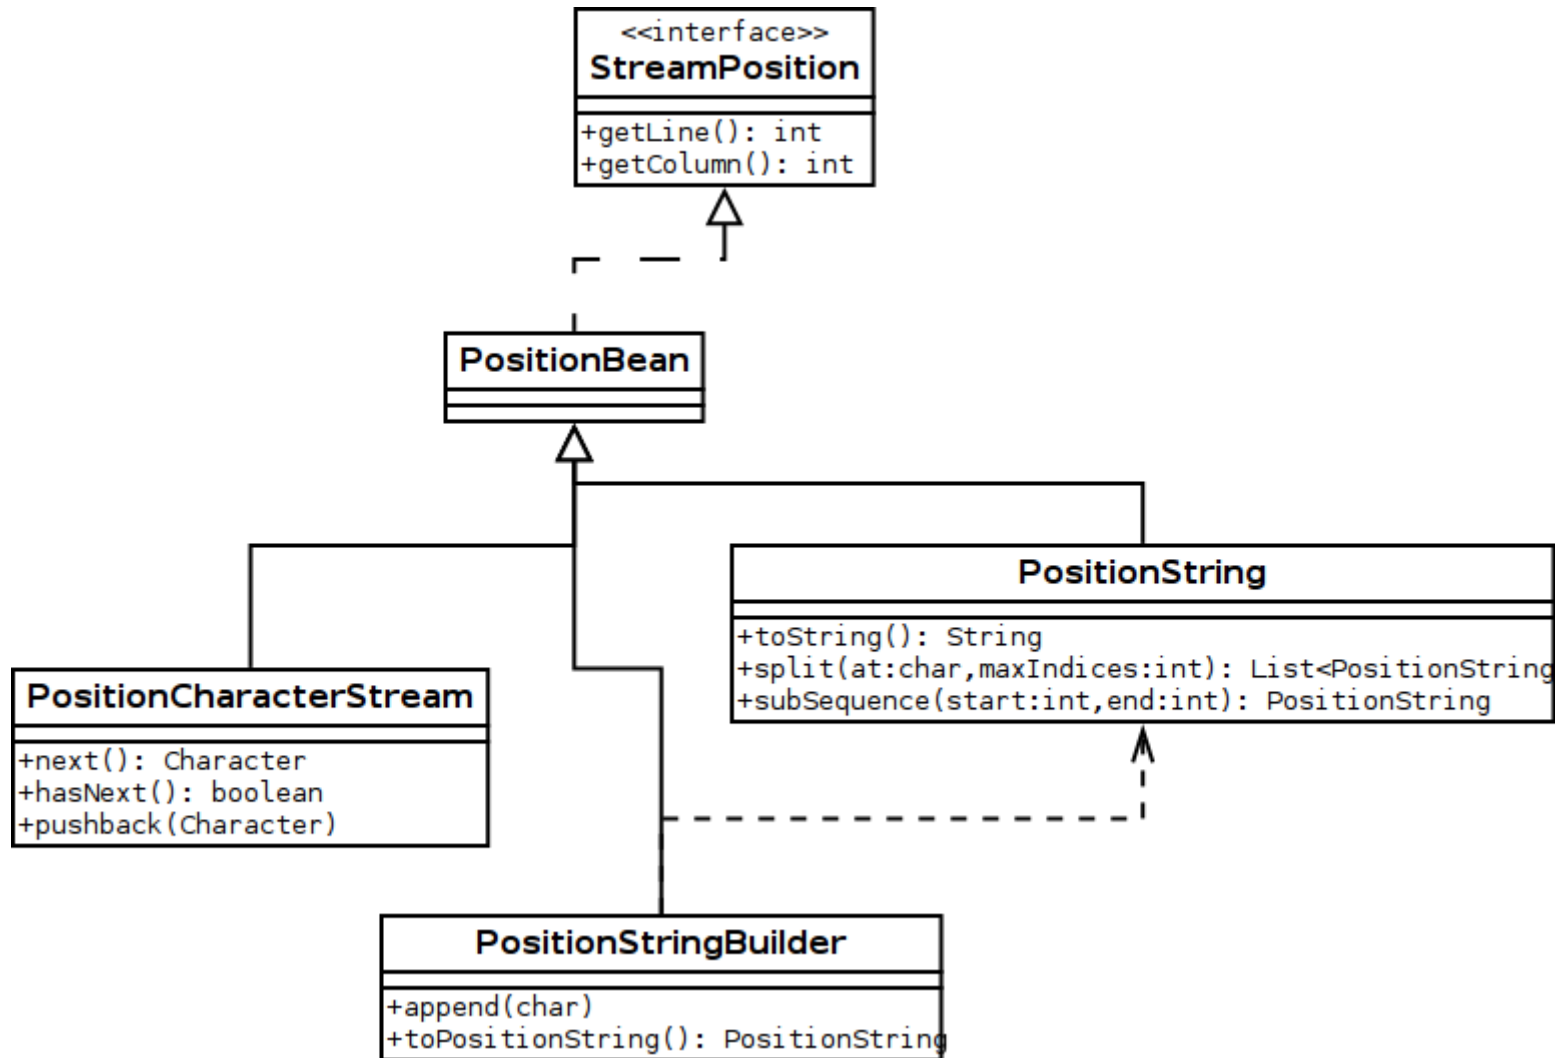 <<interface>>
StreamPosition
+getLine(): int
+getColumn(): int
PositionBean
PositionString
+toString(): String
+split(at:char,maxIndices:int): List<PositionString
+subSequence(start:int,end:int): PositionString
PositionCharacterStream
+next(): Character
+hasNext(): boolean
+pushback(Character)
PositionStringBuilder
+append(char)
+toPositionString(): PositionString